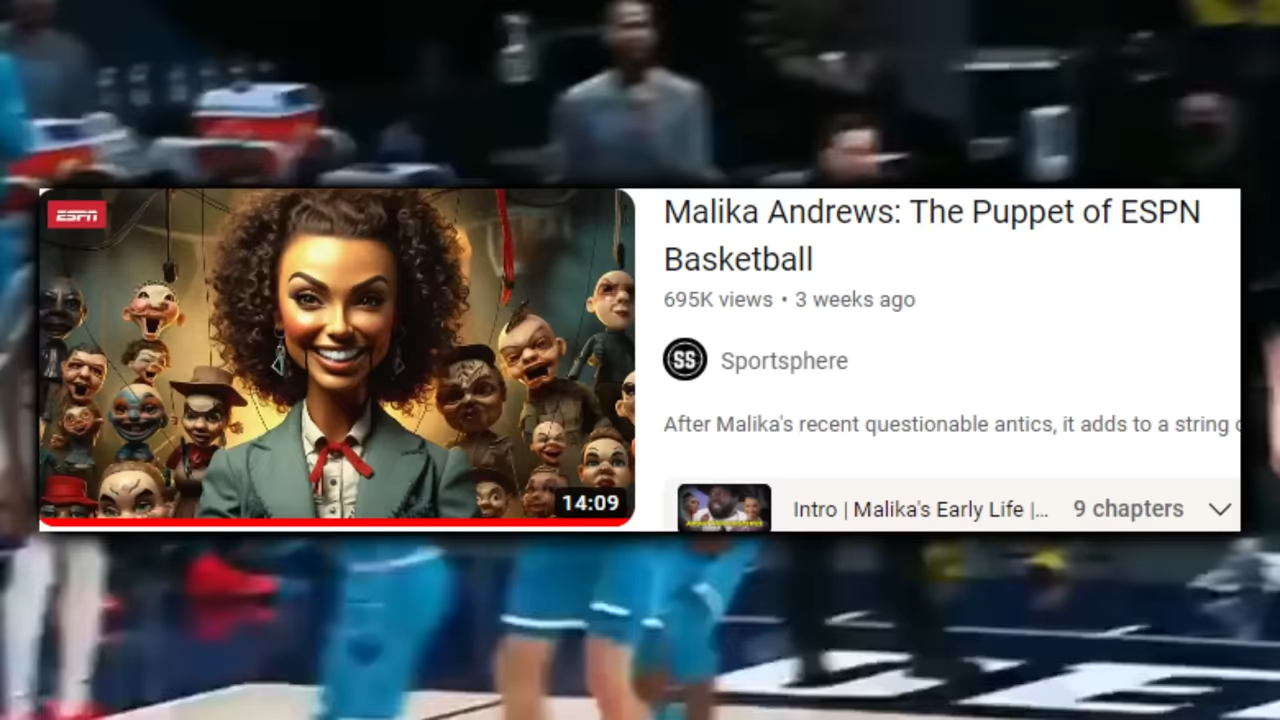 ESPN
Malika Andrews: The Puppet of ESPN
Basketball
695K views • 3 weeks ago
SS Sportsphere
After Malika's recent questionable antics, it adds to a string
14:09
Intro | Malika's Early Life |...
9 chapters